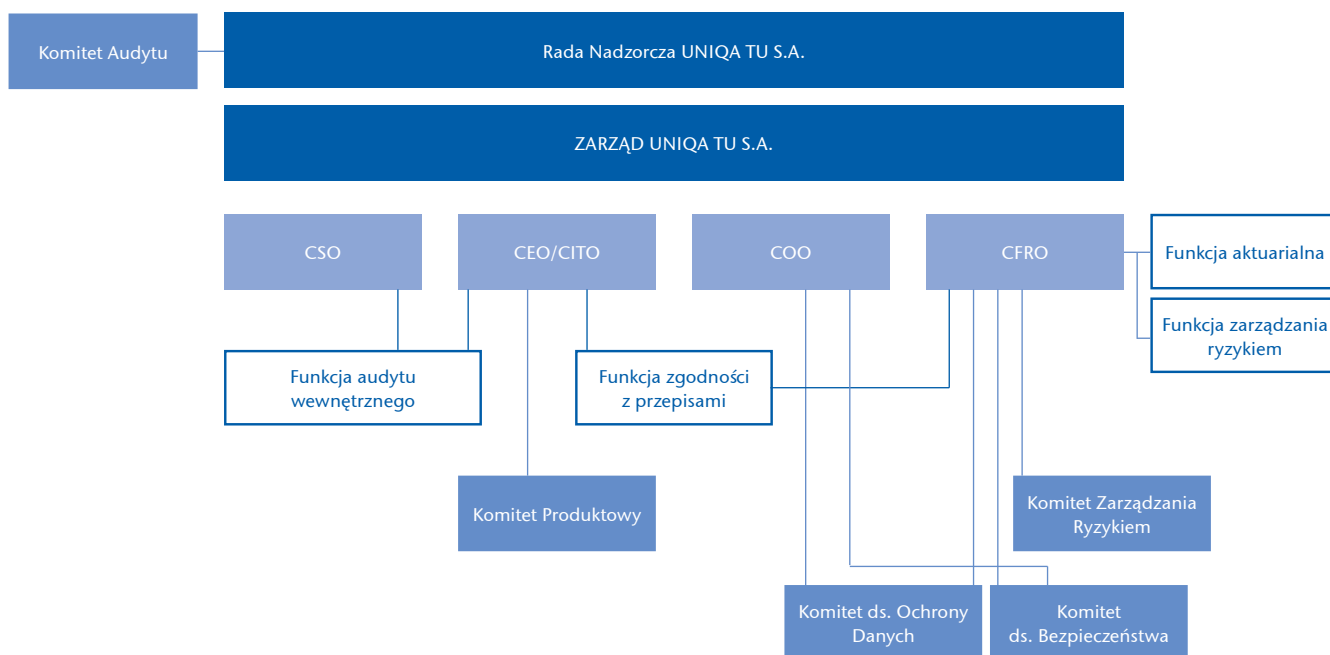 Komitet Audytu
Rada Nadzorcza UNIQA TU S.A.
ZARZĄD UNIQA TU S.A.
CSO
CEO/CITO
COO
CFRO
Funkcja aktuarialna
Funkcja zarządzania
ryzykiem
Funkcja audytu
wewnętrznego
Funkcja zgodności
z przepisami
Komitet Produktowy
Komitet Zarządzania
Ryzykiem
Komitet ds. Ochrony
Danych
Komitet
ds. Bezpieczeństwa